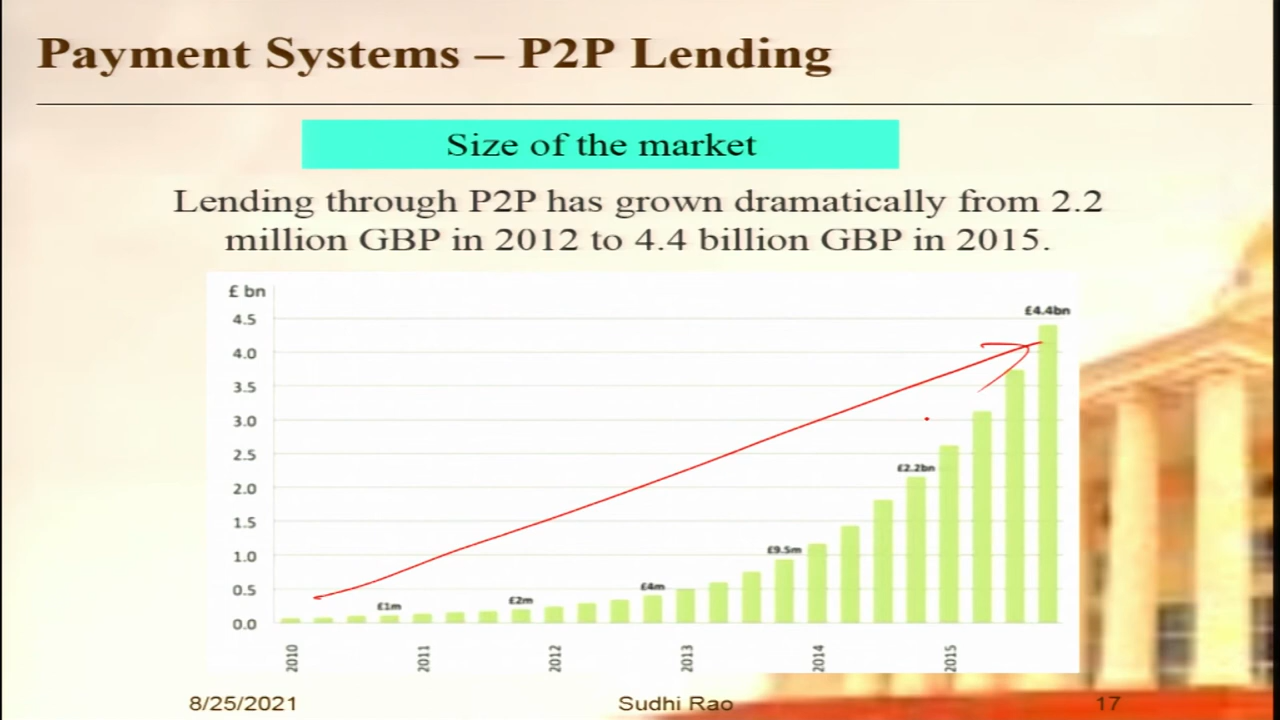 Payment Systems – P2P Lending
Size of the market
Lending through P2P has grown dramatically from 2.2
million GBP in 2012 to 4.4 billion GBP in 2015.
£ bn
4.5
4.0
3.5
3.0
2.5
2.0
1.5
1.0
0.5
0.0
£1m
£2m
£4m
£9.5m
£2.2bn
£4.4bn
2010
2011
2012
2013
2014
2015
8/25/2021
Sudhi Rao
17